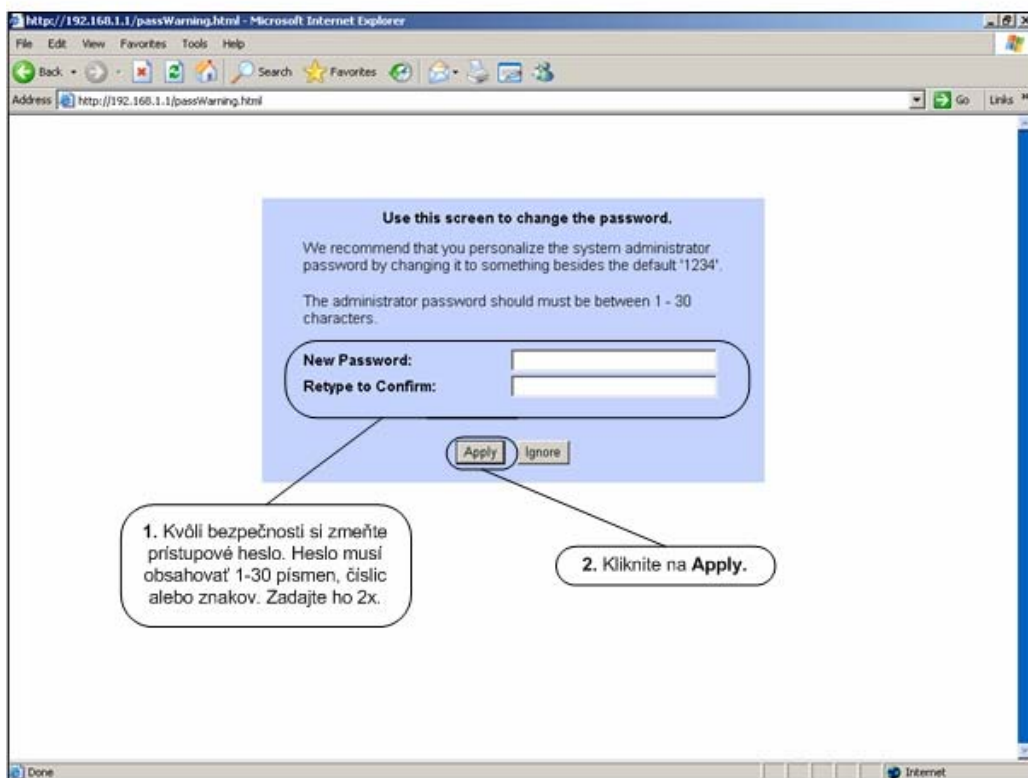 http://192.168.1.1/passWarning.html - Microsoft Internet Explorer
File Edit View Favorites Tools Help
Back Search Favorites
Address http://192.168.1.1/passWarning.html Go Links »
Use this screen to change the password.
We recommend that you personalize the system administrator
password by changing it to something besides the default '1234'.
The administrator password should must be between 1 - 30
characters.
New Password:
Retype to Confirm:
Apply Ignore
1. Kvôli bezpečnosti si zmeňte
prístupové heslo. Heslo musí
obsahovať 1-30 písmen, číslic
alebo znakov. Zadajte ho 2x.
2. Kliknite na Apply.
Done Internet